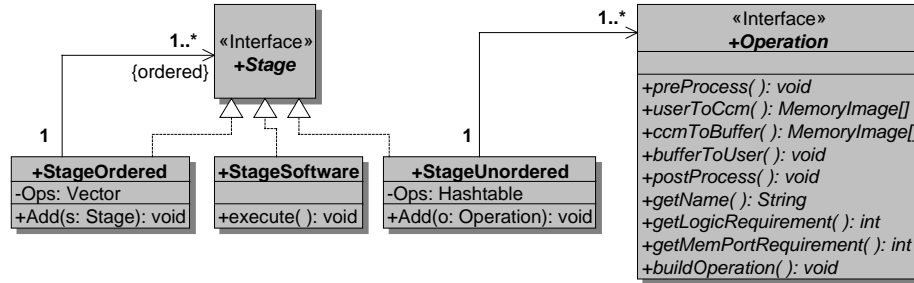 1..*
{ordered}
1
«Interface»
+Stage
1..*
1
«Interface»
+Operation
+preProcess( ): void
+userToCcm( ): MemoryImage[]
+ccmToBuffer( ): MemoryImage[]
+bufferToUser( ): void
+postProcess( ): void
+getName( ): String
+getLogicRequirement( ): int
+getMemPortRequirement( ): int
+buildOperation( ): void
+StageOrdered
-Ops: Vector
+Add(s: Stage): void
+StageSoftware
+execute( ): void
+StageUnordered
-Ops: Hashtable
+Add(o: Operation): void